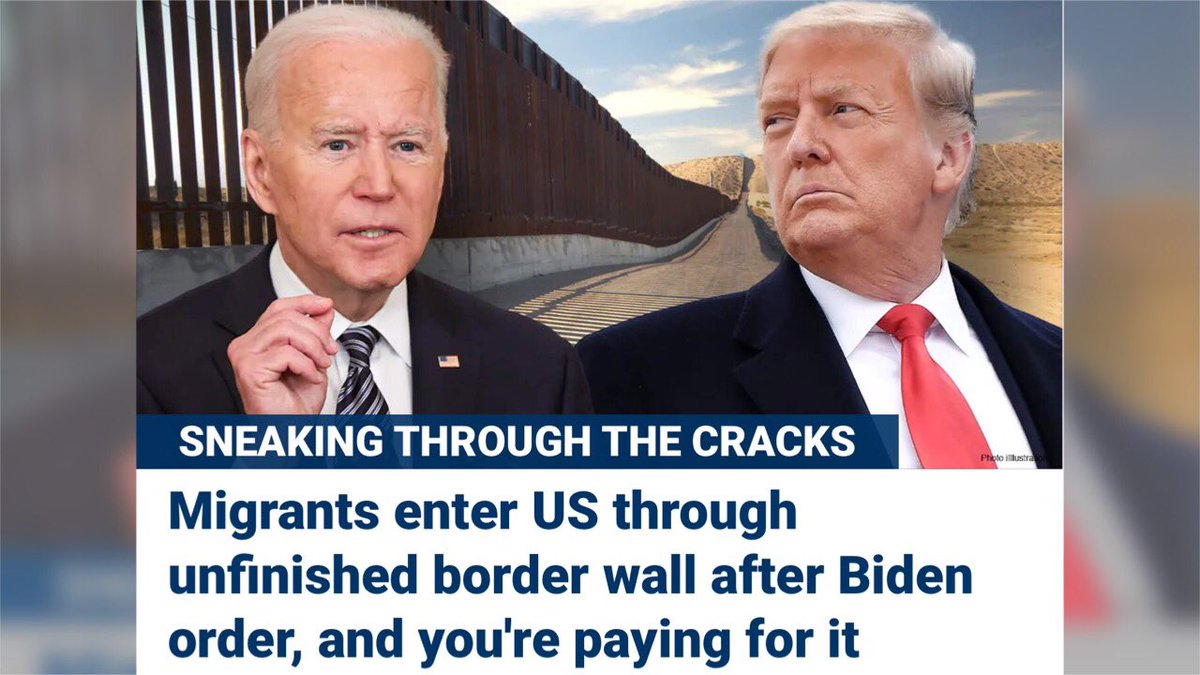 Photo
SNEAKING THROUGH THE CRACKS
Migrants enter US through
unfinished border wall after Biden
order, and you're paying for it